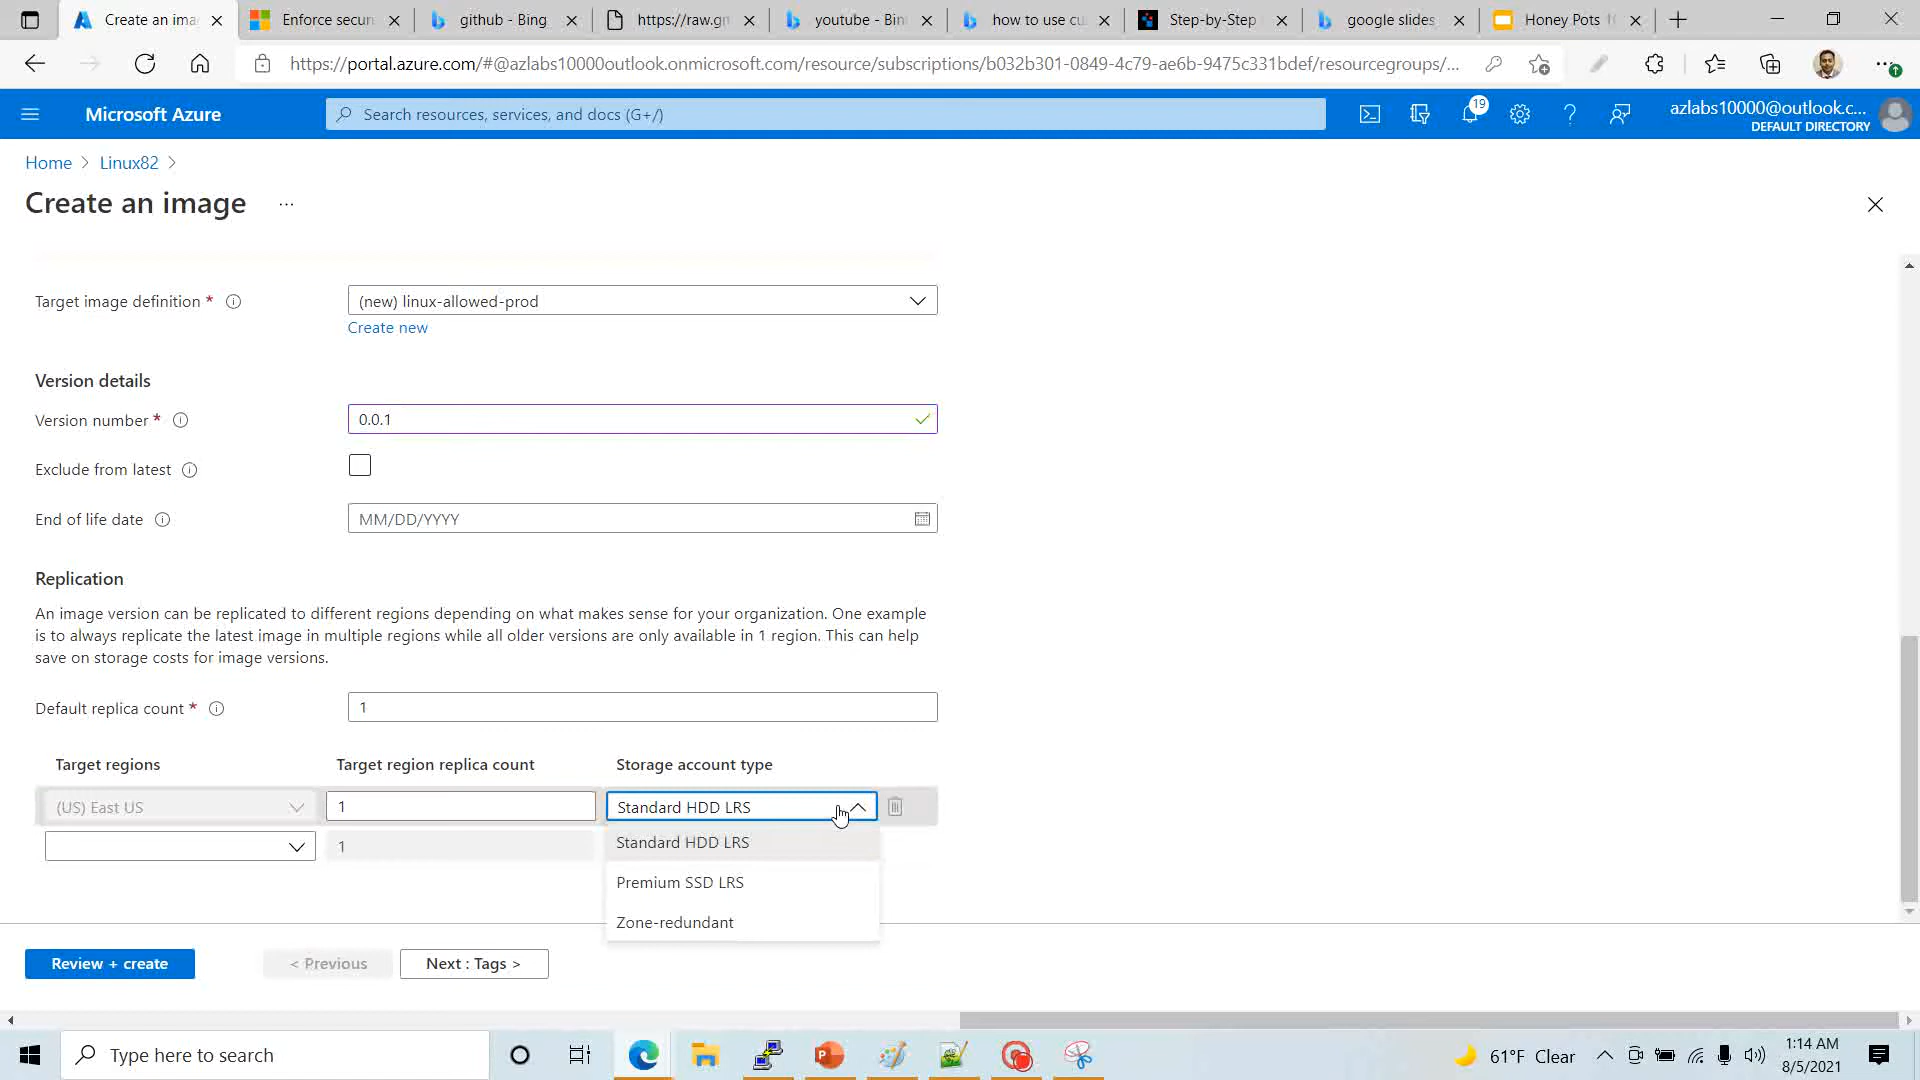 Create an ima
Enforce secur
github - Bing
https://raw.g
youtube - Bin
how to use cu
Step-by-Step
google slides
Honey Pots
https://portal.azure.com/#@azlabs10000outlook.onmicrosoft.com/resource/subscriptions/b032b301-0849-4c79-ae6b-9475c331bdef/resourcegroups/...
Microsoft Azure
Search resources, services, and docs (G+/)
19
azlabs10000@outlook.c...
DEFAULT DIRECTORY
Home > Linux82 >
Create an image ...
Target image definition *
(new) linux-allowed-prod
Create new
Version details
Version number *
0.0.1
Exclude from latest
End of life date
MM/DD/YYYY
Replication
An image version can be replicated to different regions depending on what makes sense for your organization. One example
is to always replicate the latest image in multiple regions while all older versions are only available in 1 region. This can help
save on storage costs for image versions.
Default replica count *
1
Target regions
Target region replica count
Storage account type
(US) East US
1
Standard HDD LRS
1
Standard HDD LRS
Premium SSD LRS
Zone-redundant
Review + create
< Previous
Next : Tags >
Type here to search
61°F Clear
1:14 AM
8/5/2021